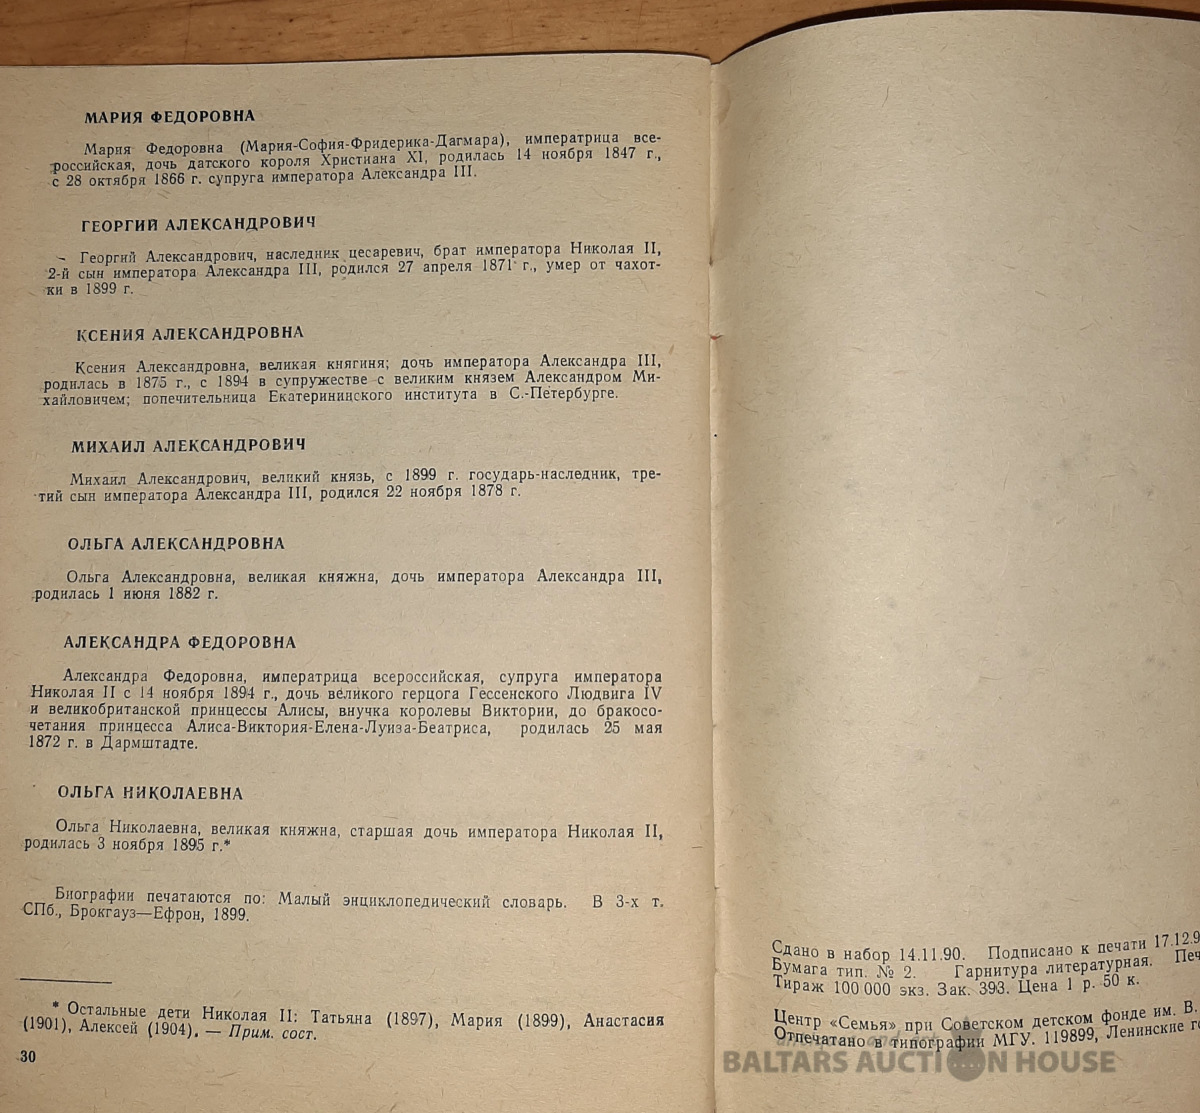 МАРИЯ ФЕДОРОВНА
Мария Федоровна (Мария-София-Фридерика-Дагмара), императрица все-
российская, дочь датского короля Христиана XI, родилась 14 ноября 1847 г.,
с 28 октября 1866 г. супруга императора Александра III.
ГЕОРГИЙ АЛЕКСАНДРОВИЧ
Георгий Александрович, наследник цесаревич, брат императора Николая II,
2-й сын императора Александра III, родился 27 апреля 1871 г., умер от чахот-
ки в 1899 г.
КСЕНИЯ АЛЕКСАНДРОВНА
Ксения Александровна, великая княгиня; дочь императора Александра III,
родилась в 1875 г., с 1894 в супружестве с великим князем Александром Ми-
хайловичем; попечительница Екатерининского института в С.-Петербурге.
МИХАИЛ АЛЕКСАНДРОВИЧ
Михаил Александрович, великий князь, с 1899 г. государь-наследник, тре-
тий сын императора Александра III, родился 22 ноября 1878 г.
ОЛЬГА АЛЕКСАНДРОВНА
Ольга Александровна, великая княжна, дочь императора Александра III,
родилась 1 июня 1882 г.
АЛЕКСАНДРА ФЕДОРОВНА
Александра Федоровна, императрица всероссийская, супруга императора
Николая II с 14 ноября 1894 г., дочь великого герцога Гессенского Людвига IV
и великобританской принцессы Алисы, внучка королевы Виктории, до бракосо-
четания принцесса Алиса-Виктория-Елена-Луиза-Беатриса, родилась 25 мая
1872 г. в Дармштадте.
ОЛЬГА НИКОЛАЕВНА
Ольга Николаевна, великая княжна, старшая дочь императора Николая II,
родилась 3 ноября 1895 г.*
Биографии печатаются по: Малый энциклопедический словарь. В 3-х т.
СПб., Брокгауз—Ефрон, 1899.
* Остальные дети Николая II: Татьяна (1897), Мария (1899), Анастасия
(1901), Алексей (1904). — Прим. сост.
30
Сдано в набор 14.11.90. Подписано к печати 17.12.9
Бумага тип. № 2. Гарнитура литературная. Печ
Тираж 100 000 экз. Зак. 393. Цена 1 р. 50 к.
Центр «Семья» при Советском детском фонде им. В.
Отпечатано в типографии МГУ. 119899, Ленинские го
BALTARS AUCTION HOUSE